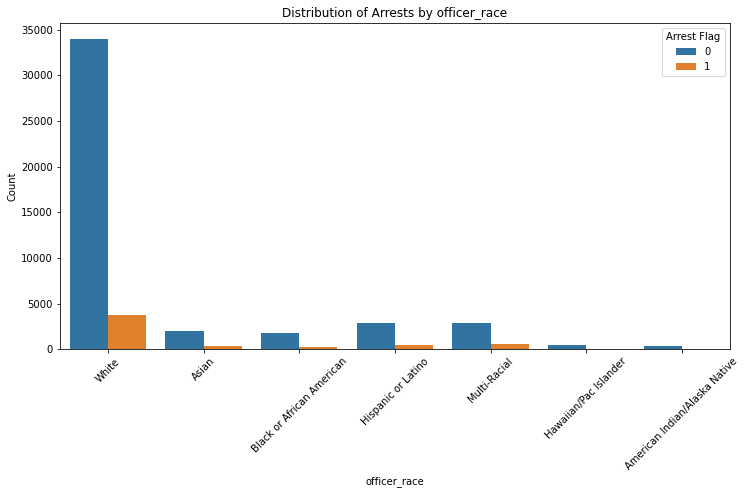 Distribution of Arrests by officer_race
35000
30000
25000
20000
15000
10000
5000
0
Count
Arrest Flag
0
1
White
Asian
Black or African American
Hispanic or Latino
Multi-Racial
Hawaiian/Pac Islander
American Indian/Alaska Native
officer_race